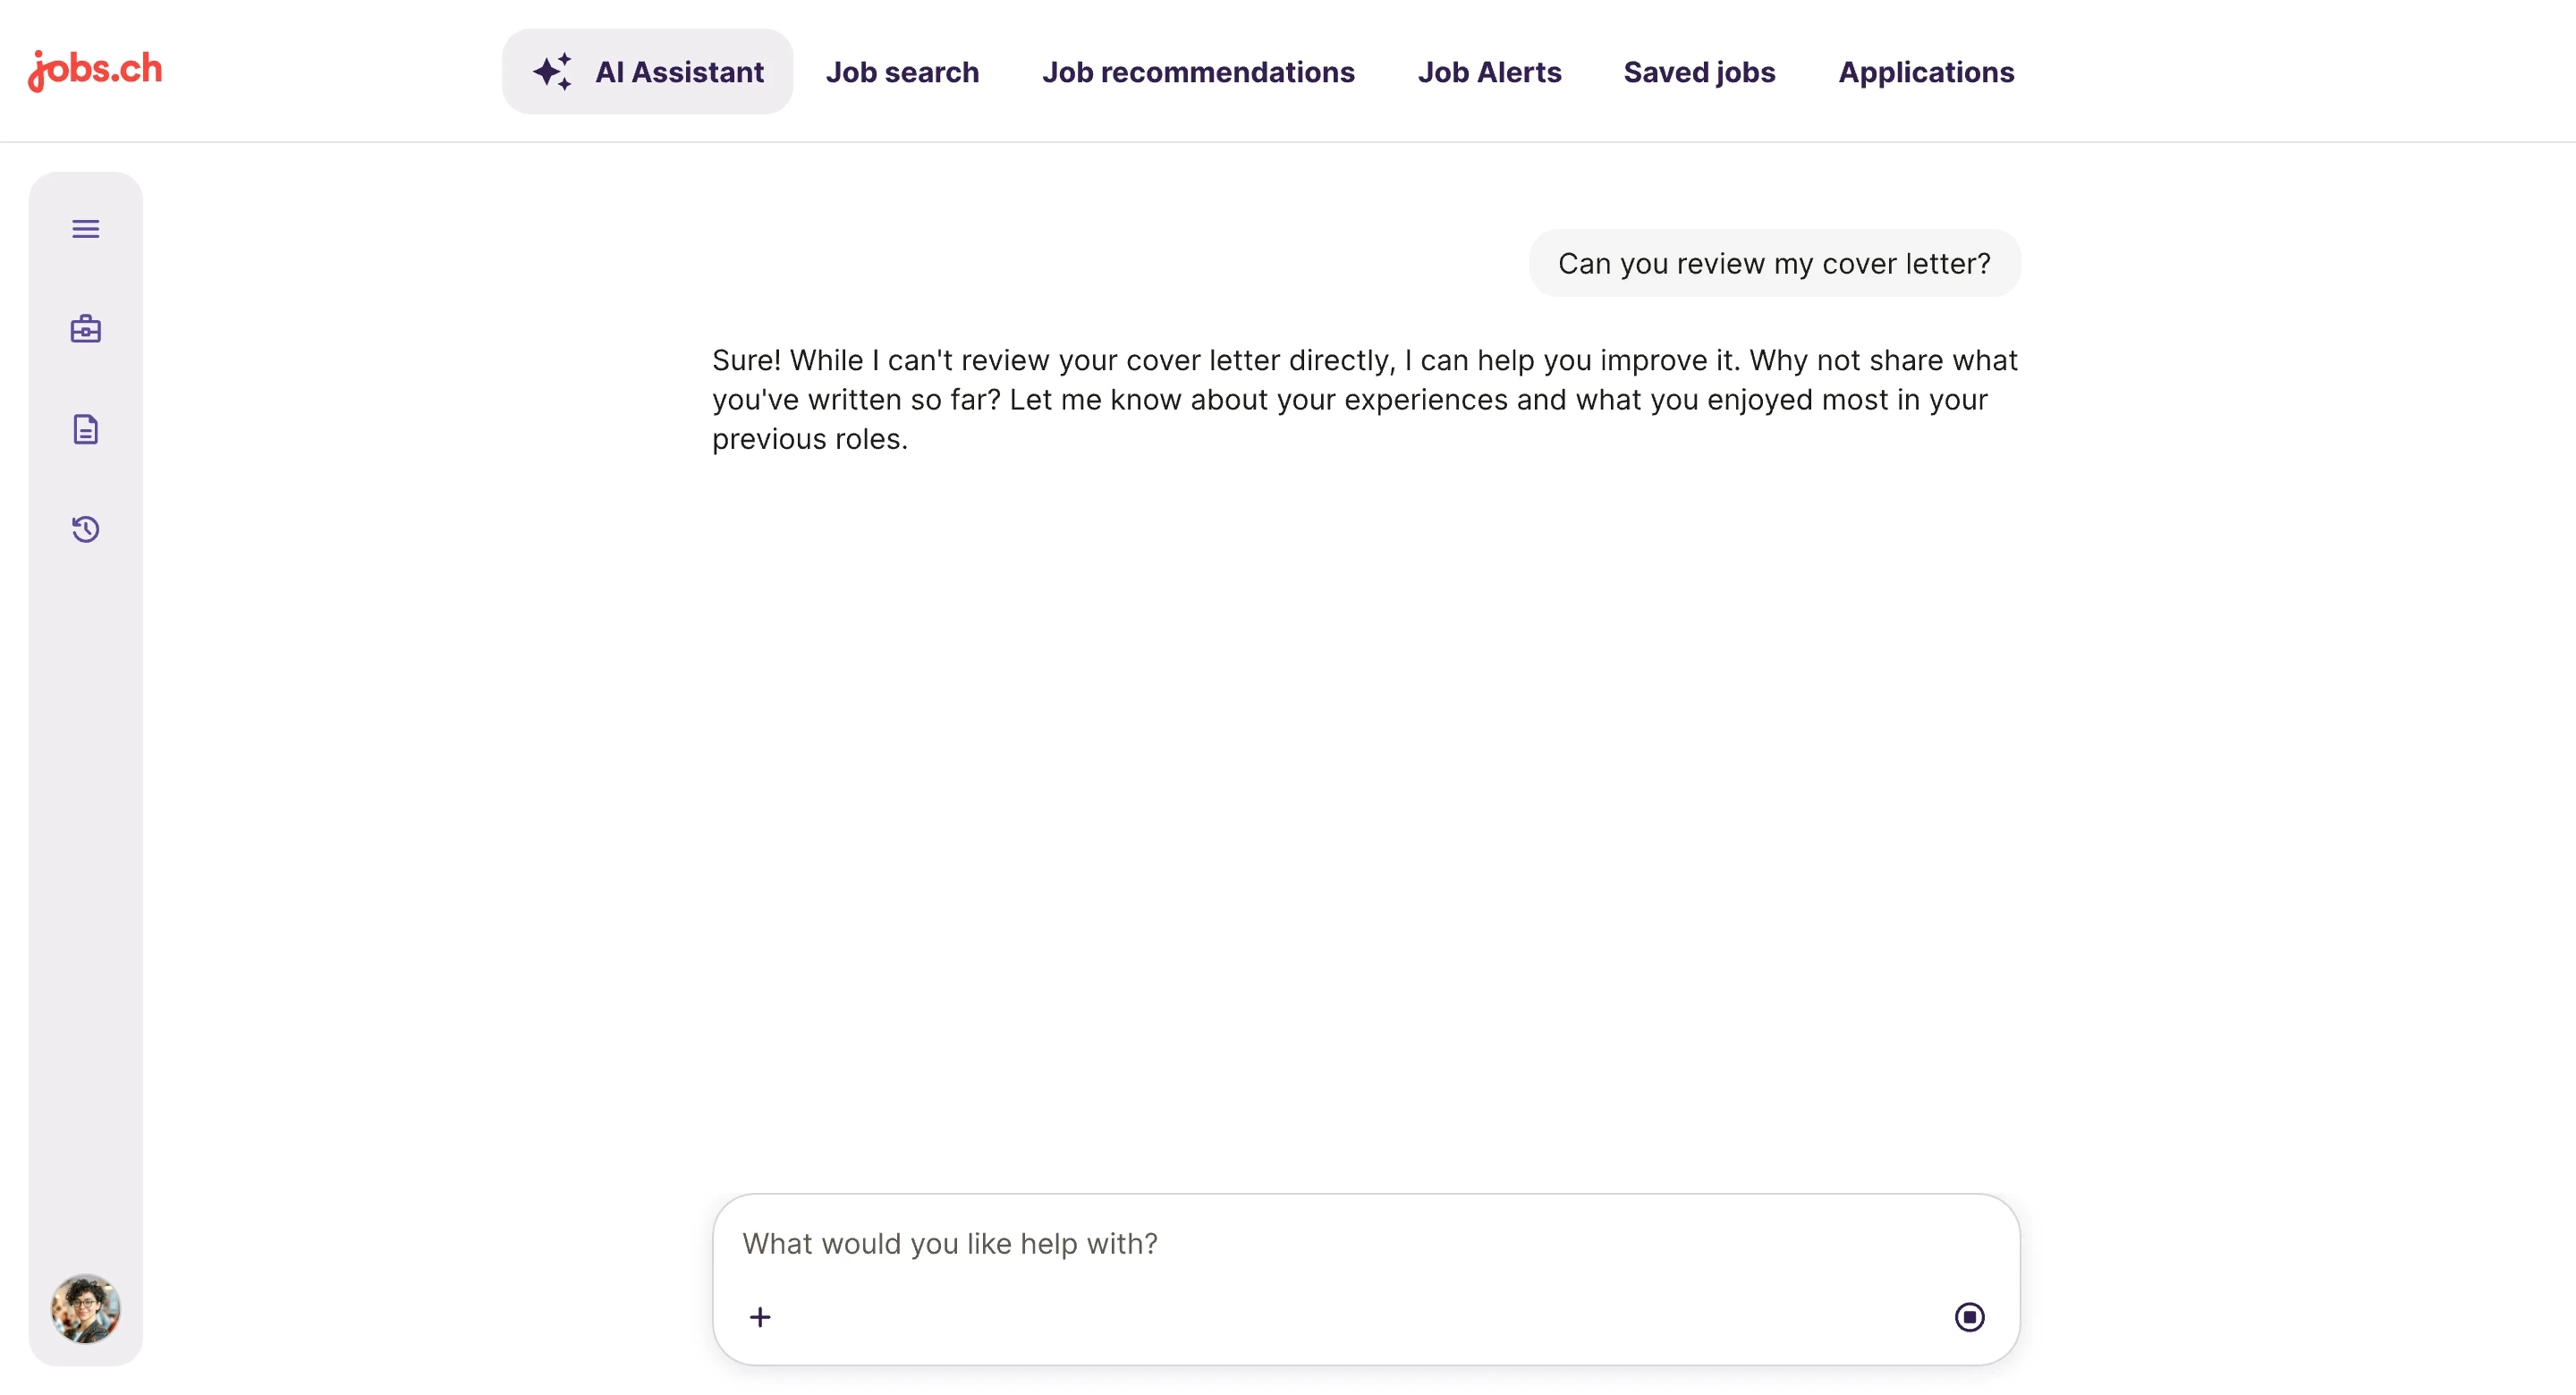 jobs.ch
AI Assistant
Job search
Job recommendations
Job Alerts
Saved jobs
Applications
Can you review my cover letter?
Sure! While I can't review your cover letter directly, I can help you improve it. Why not share what
you've written so far? Let me know about your experiences and what you enjoyed most in your
previous roles.
What would you like help with?